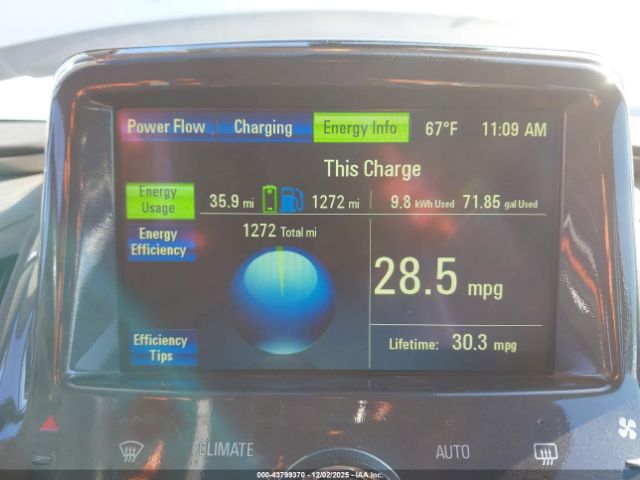 Power Flow Charging Energy Info 67°F 11:09 AM
This Charge
Energy Usage 35.9 mi 1272 mi 9.8 kWh Used 71.85 gal Used
Energy Efficiency
1272 Total mi
28.5 mpg
Lifetime: 30.3 mpg
Efficiency Tips
CLIMATE AUTO
000-43799370 • 12/02/2025 - IAAI.COM